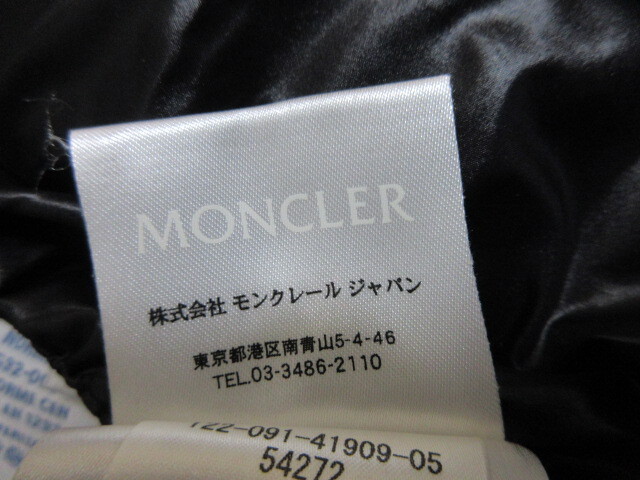 MONCLER
株式会社 モンクレール ジャパン
東京都港区南青山5-4-46
TEL.03-3486-2110
122-091-41909-05
54272